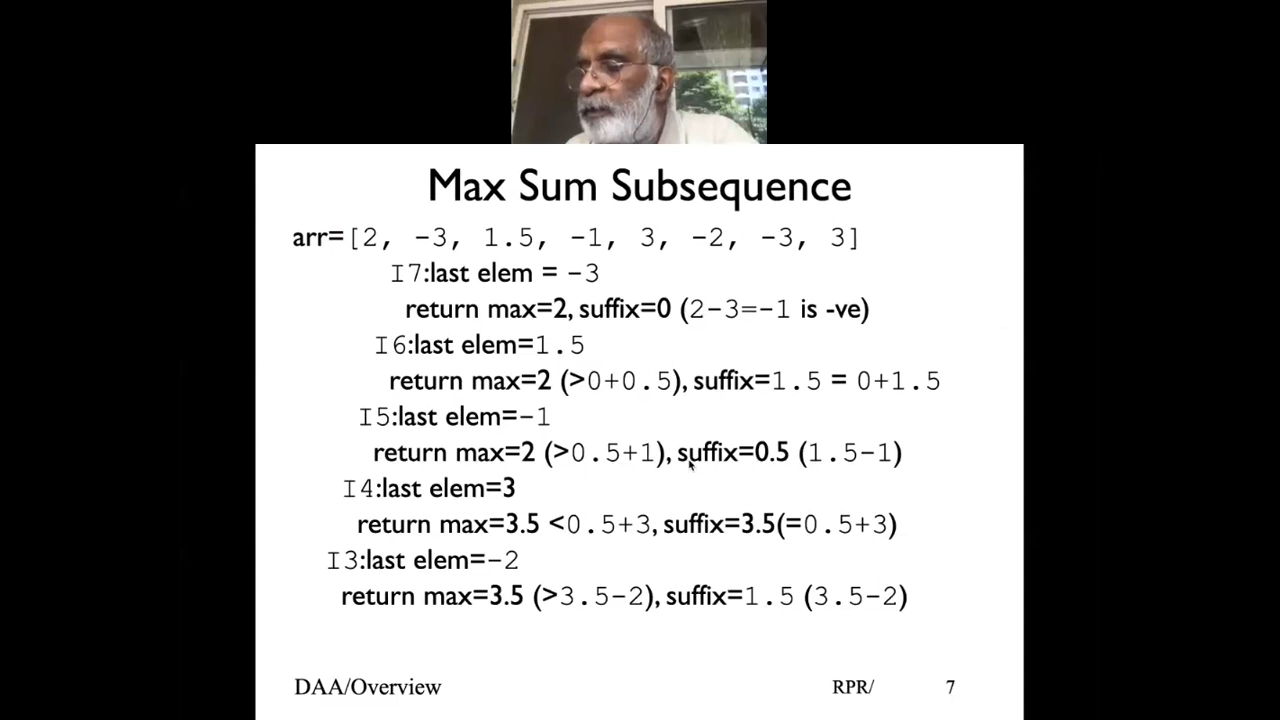 Max Sum Subsequence
arr=[2, -3, 1.5, -1, 3, -2, -3, 3]
I7:last elem = -3
return max=2, suffix=0 (2-3=-1 is -ve)
I6:last elem=1.5
return max=2 (>0+0.5), suffix=1.5 = 0+1.5
I5:last elem=-1
return max=2 (>0.5+1), suffix=0.5 (1.5-1)
I4:last elem=3
return max=3.5 <0.5+3, suffix=3.5(=0.5+3)
I3:last elem=-2
return max=3.5 (>3.5-2), suffix=1.5 (3.5-2)
DAA/Overview RPR/ 7